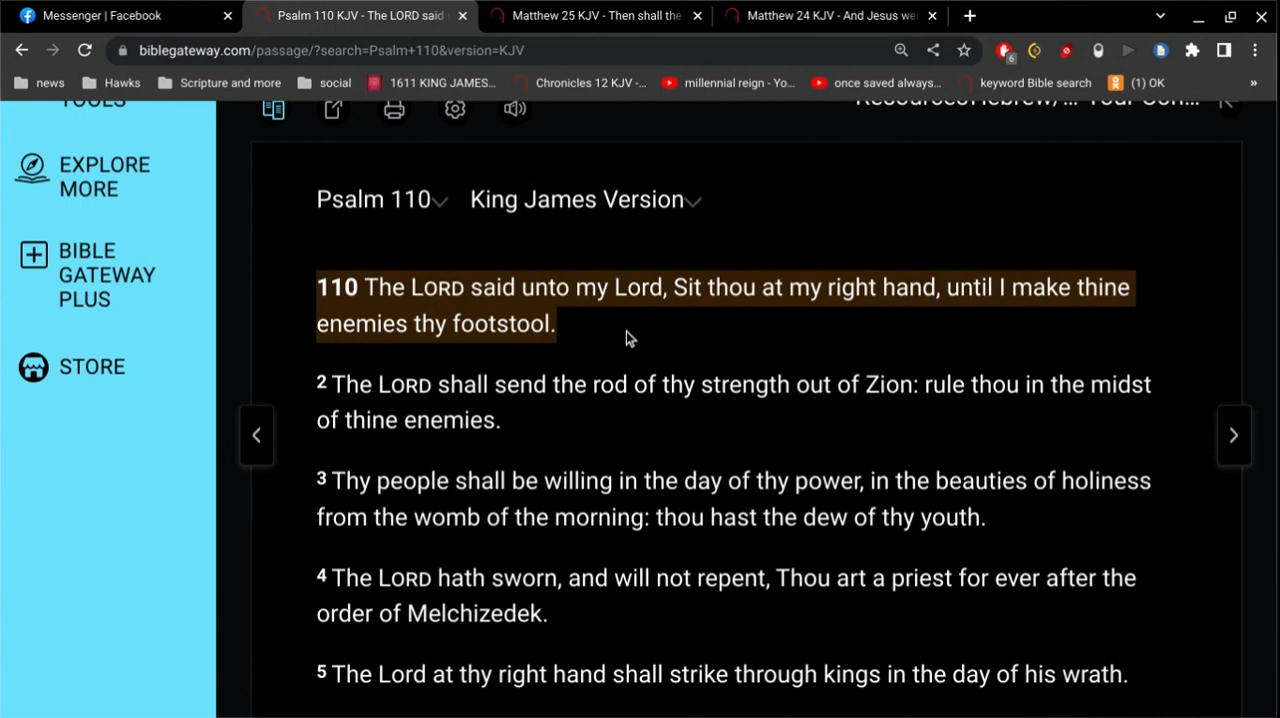 Messenger | Facebook
Psalm 110 KJV - The LORD said
Matthew 25 KJV - Then shall the
Matthew 24 KJV - And Jesus we
biblegateway.com/passage/?search=Psalm+110&version=KJV
6
news
Hawks
Scripture and more
social
1611 KING JAMES...
Chronicles 12 KJV -...
millennial reign - Yo...
once saved always...
keyword Bible search
(1) OK
»
TOOLS
EXPLORE
MORE
BIBLE
GATEWAY
PLUS
STORE
Psalm 110 King James Version
110 The LORD said unto my Lord, Sit thou at my right hand, until I make thine
enemies thy footstool.
2 The LORD shall send the rod of thy strength out of Zion: rule thou in the midst
of thine enemies.
3 Thy people shall be willing in the day of thy power, in the beauties of holiness
from the womb of the morning: thou hast the dew of thy youth.
4 The LORD hath sworn, and will not repent, Thou art a priest for ever after the
order of Melchizedek.
5 The Lord at thy right hand shall strike through kings in the day of his wrath.